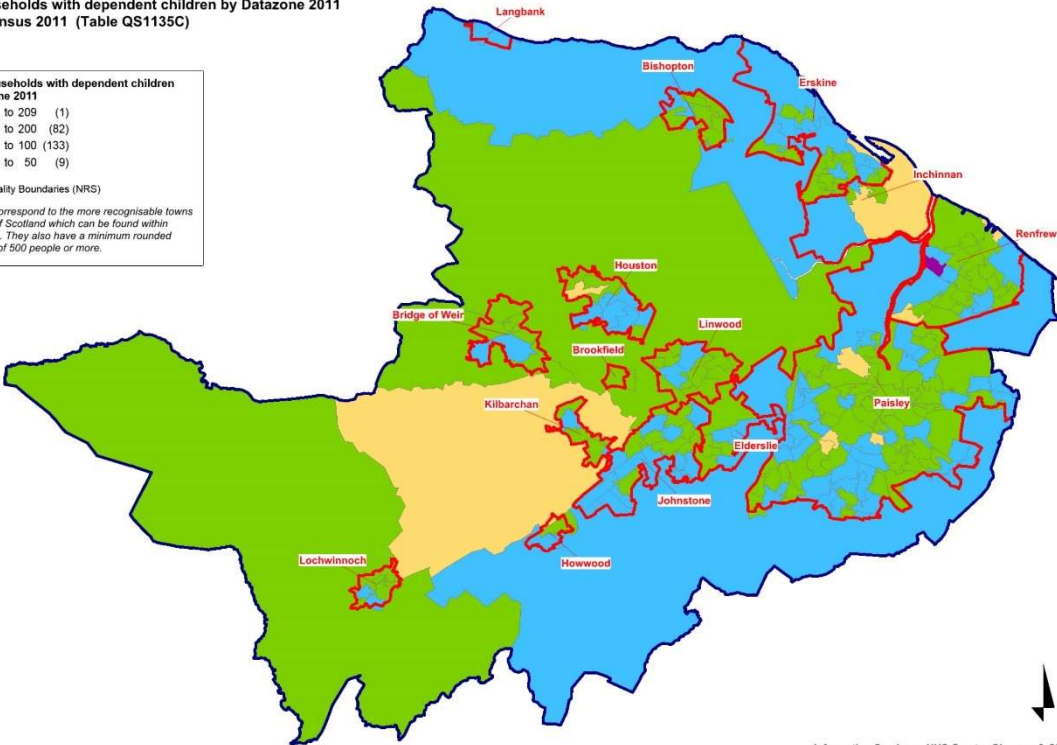 seholds with dependent children by Datazone 2011
nsus 2011 (Table QS1135C)
seholds with dependent children
ne 2011
to 209 (1)
to 200 (82)
to 100 (133)
to 50 (9)
ality Boundaries (NRS)
orrespond to the more recognisable towns
f Scotland which can be found within
. They also have a minimum rounded
of 500 people or more.
Langbank
Bishopton
Erskine
Inchinnan
Renfrew
Houston
Bridge of Weir
Linwood
Brookfield
Kilbarchan
Paisley
Elderslie
Johnstone
Howwood
Lochwinnoch